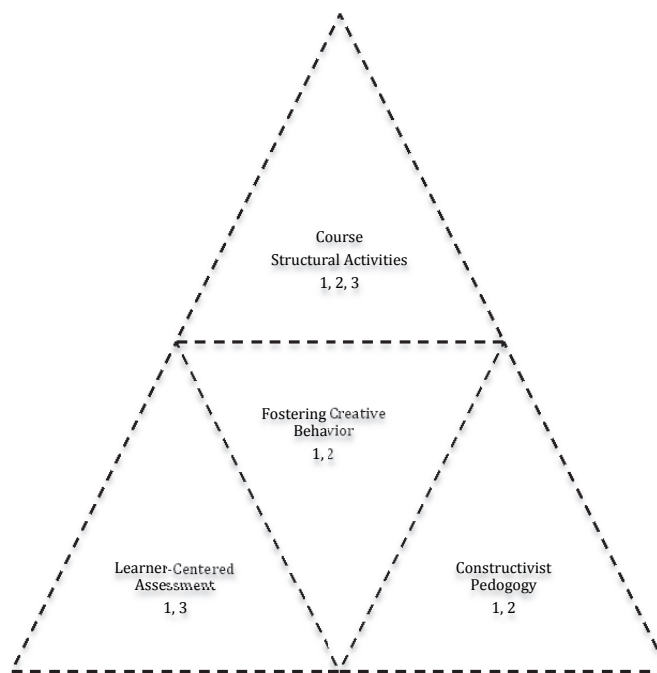 Course
Structural Activities
1, 2, 3
Fostering Creative
Behavior
1, 2
Learner-Centered
Assessment
1, 3
Constructivist
Pedogogy
1, 2